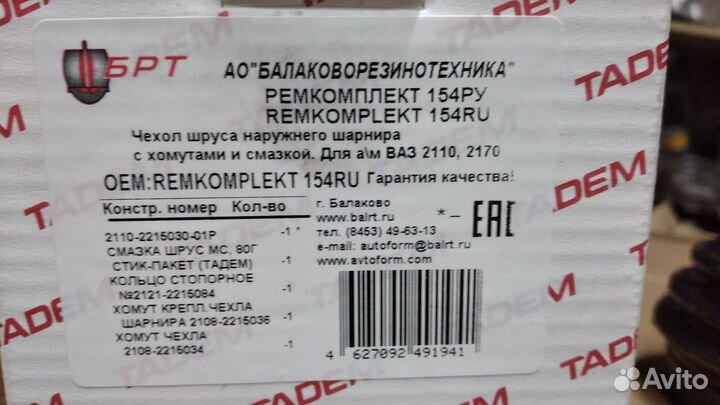 БРТ
АО"БАЛАКОВОРЕЗИНОТЕХНИКА"
РЕМКОМПЛЕКТ 154РУ
REMKOMPLEKT 154RU
Чехол шруса наружнего шарнира
с хомутами и смазкой. Для а\м ВАЗ 2110, 2170
OEM:REMKOMPLEKT 154RU Гарантия качества!
Констр. номер Кол-во
г. Балаково
www.balrt.ru
тел. (8453) 49-63-13
e-mail: autoform@balrt.ru
www.avtoform.com
*- EAC
2110-2215030-01Р -1 *
СМАЗКА ШРУС МС, 80Г
СТИК-ПАКЕТ (ТАДЕМ) -1
КОЛЬЦО СТОПОРНОЕ
№2121-2215084 -1
ХОМУТ КРЕПЛ.ЧЕХЛА
ШАРНИРА 2108-2215036 -1
ХОМУТ ЧЕХЛА
2108-2215034 -1
4 627092 491941
TADEM
TADEM
TADEM
TADEM
TADEM
TADEM
Avito